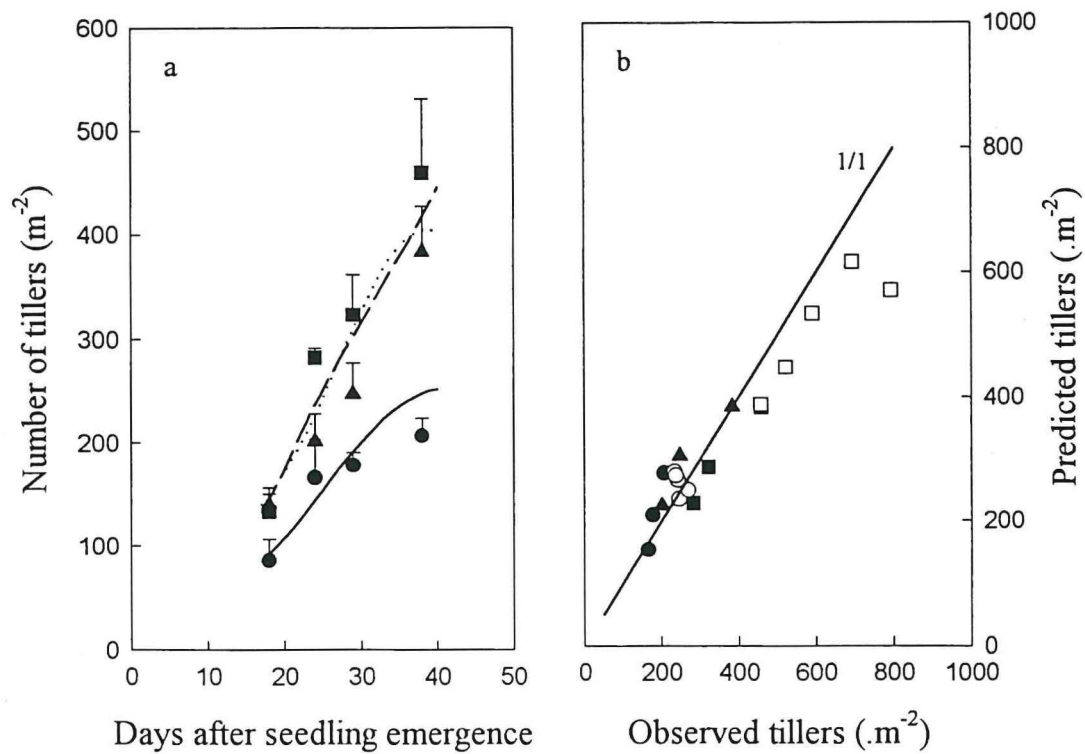 600
500
400
300
200
100
0
Number of tillers (m⁻²)
a
0 10 20 30 40 50
Days after seedling emergence
b
1/1
0 200 400 600 800 1000
Observed tillers (.m⁻²)
1000
800
600
400
200
0
Predicted tillers (.m⁻²)